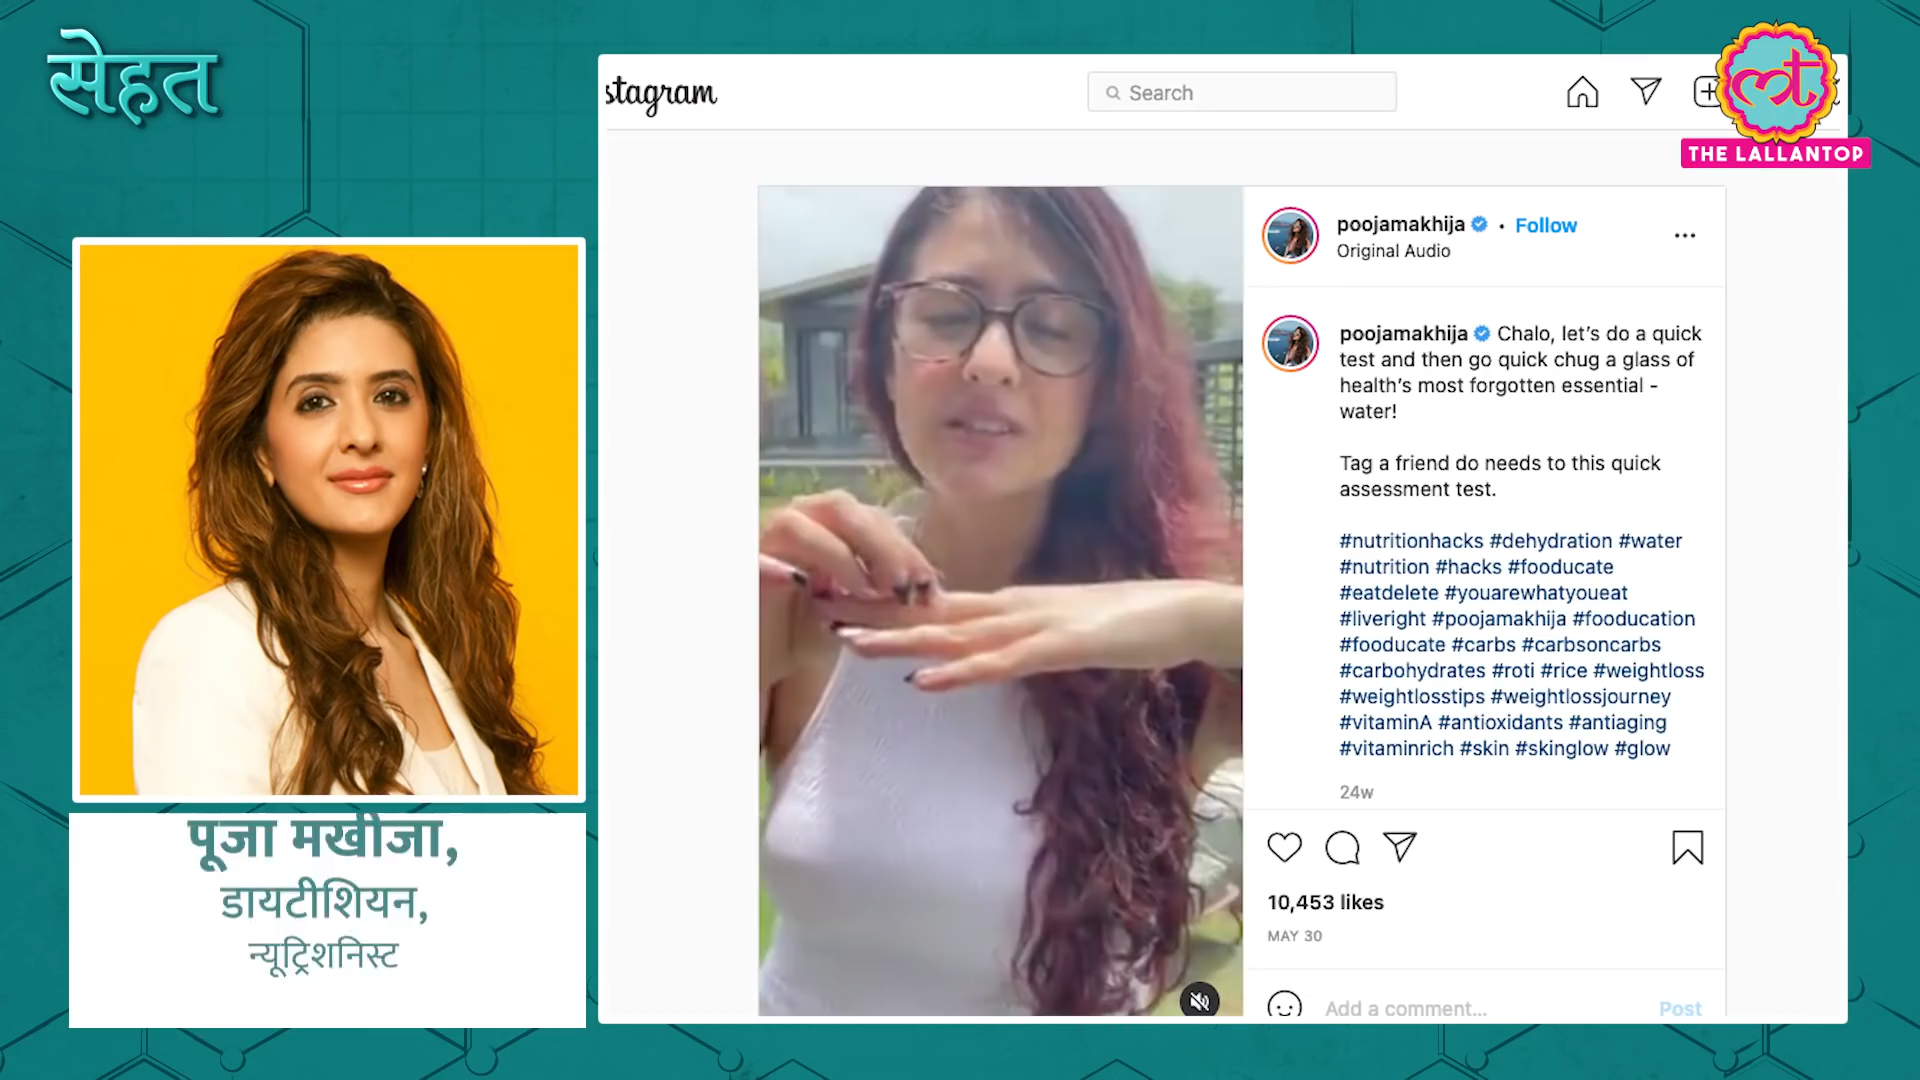 सेहत
stagram
Search
THE LALLANTOP
poojamakhija • Follow
Original Audio
poojamakhija Chalo, let’s do a quick
test and then go quick chug a glass of
health’s most forgotten essential -
water!
Tag a friend do needs to this quick
assessment test.
#nutritionhacks #dehydration #water
#nutrition #hacks #fooducate
#eatdelete #youarewhatyoueat
#liveright #poojamakhija #fooducation
#fooducate #carbs #carbsoncarbs
#carbohydrates #roti #rice #weightloss
#weightlosstips #weightlossjourney
#vitaminA #antioxidants #antiaging
#vitaminrich #skin #skinglow #glow
24w
10,453 likes
MAY 30
Add a comment... Post
पूजा मखीजा,
डायटीशियन,
न्यूट्रिशनिस्ट